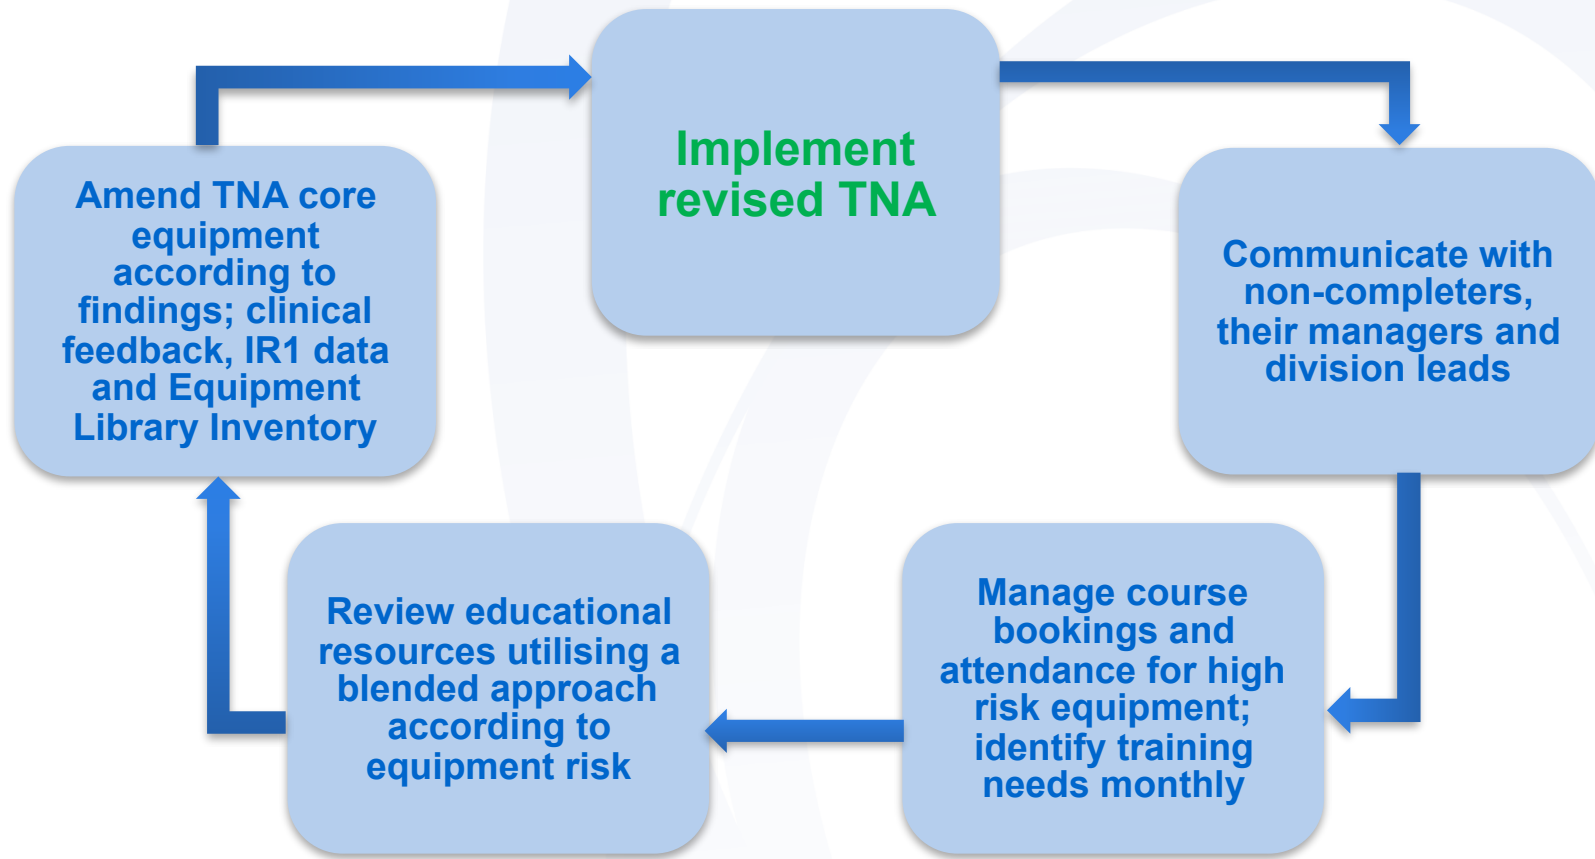 Implement
revised TNA
Communicate with
non-completers,
their managers and
division leads
Manage course
bookings and
attendance for high
risk equipment;
identify training
needs monthly
Review educational
resources utilising a
blended approach
according to
equipment risk
Amend TNA core
equipment
according to
findings; clinical
feedback, IR1 data
and Equipment
Library Inventory